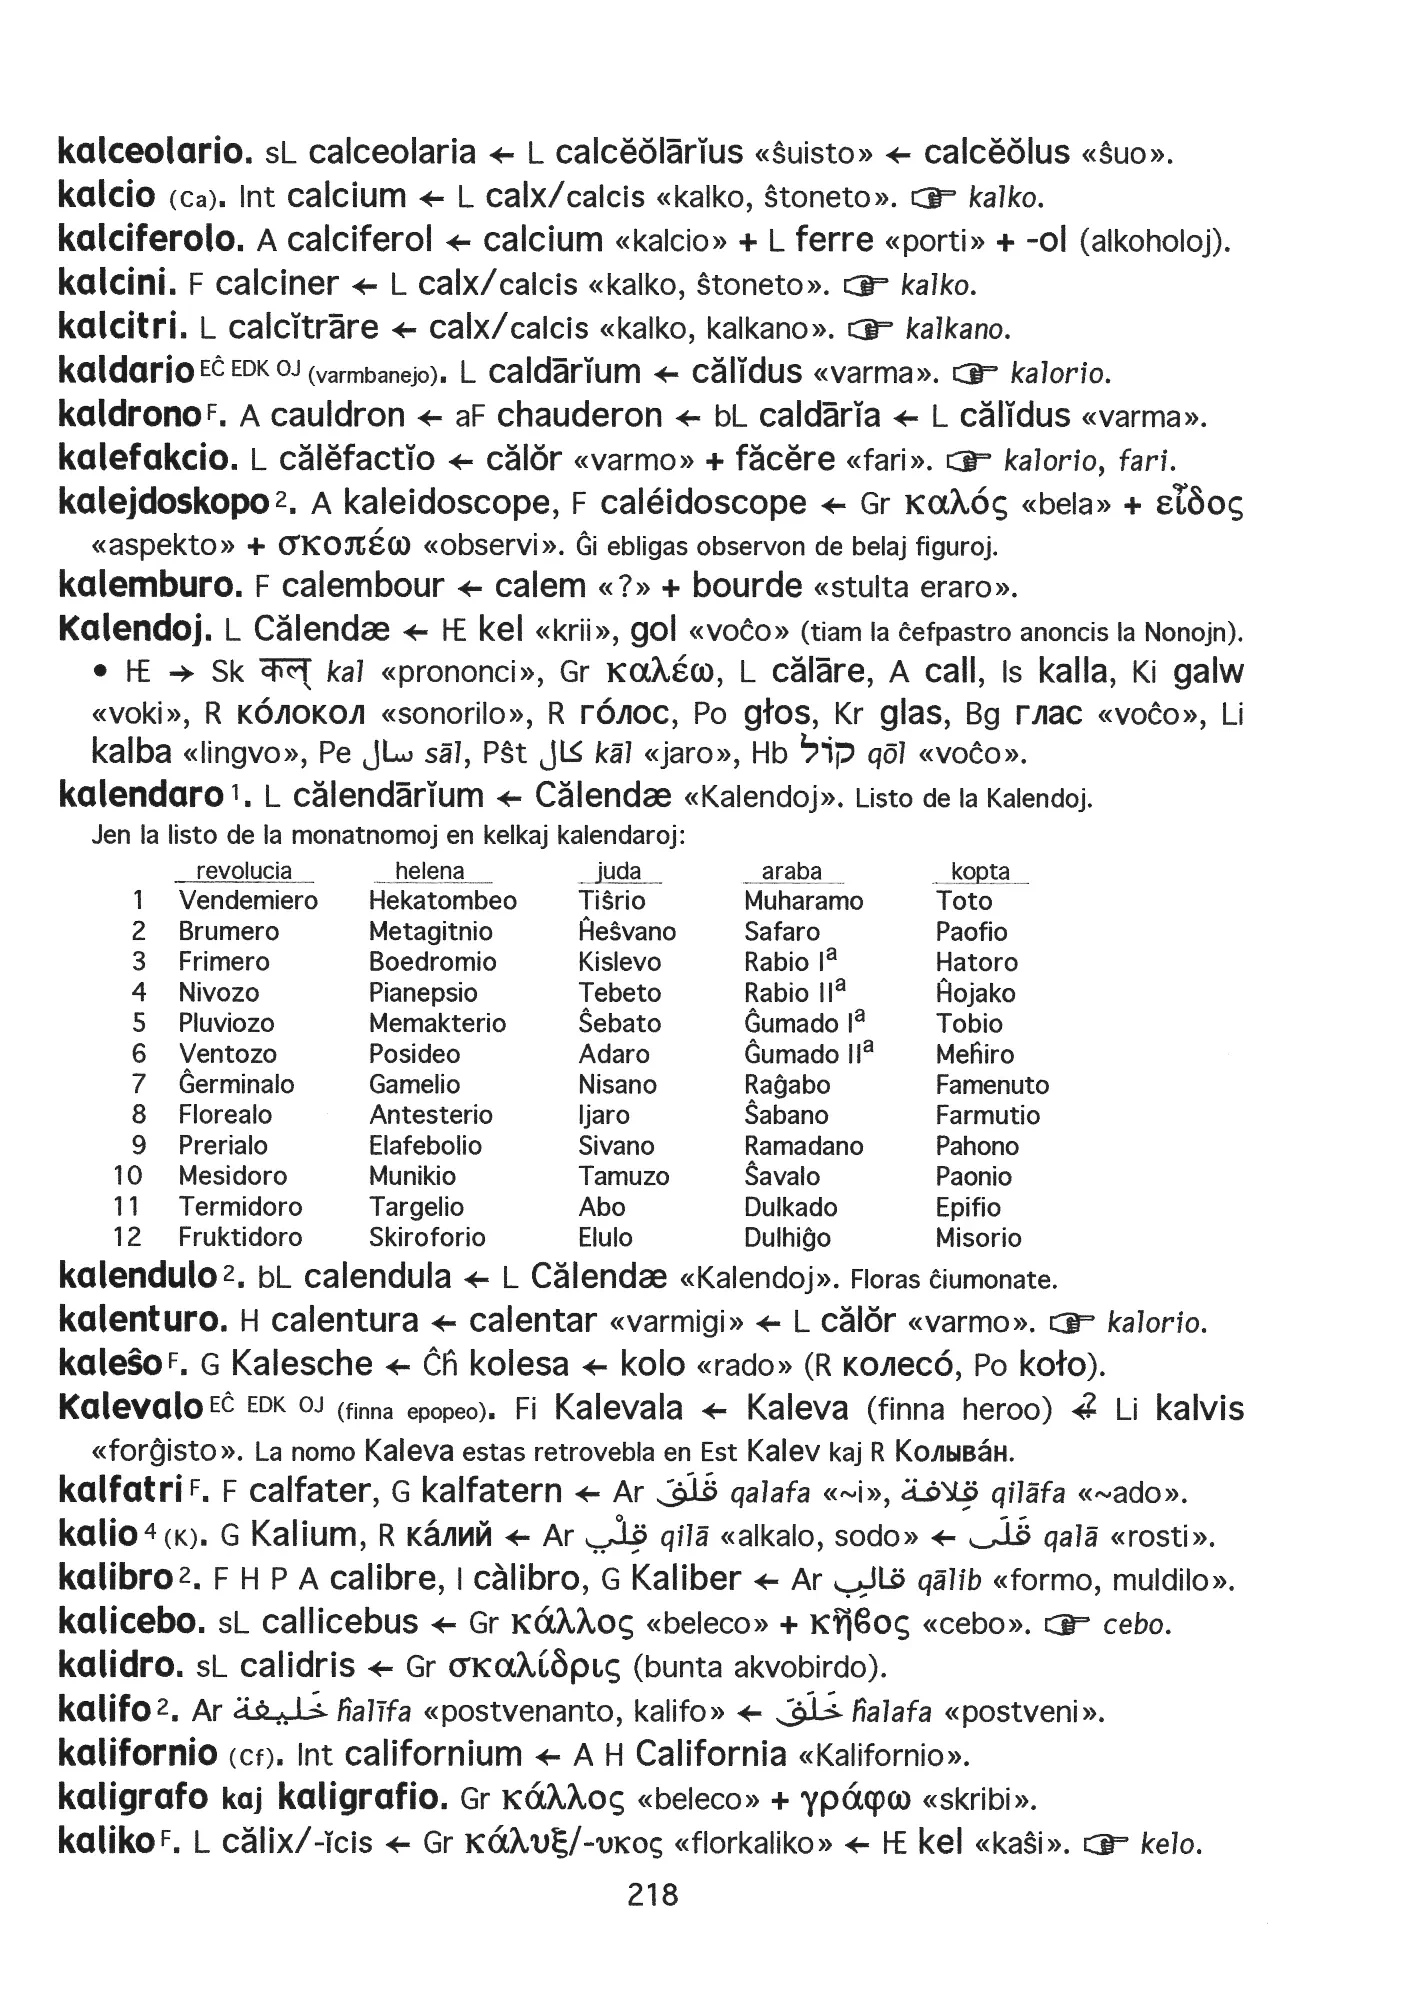 kalceolario. sL calceolaria ← L calcĕŏlārĭus «ŝuisto» ← calcĕŏlus «ŝuo».
kalcio (Ca). Int calcium ← L calx/calcis «kalko, ŝtoneto». ☞ kalko.
kalciferolo. A calciferol ← calcium «kalcio» + L ferre «porti» + -ol (alkoholoj).
kalcini. F calciner ← L calx/calcis «kalko, ŝtoneto». ☞ kalko.
kalcitri. L calcĭtrāre ← calx/calcis «kalko, kalkano». ☞ kalkano.
kaldario EĈ EDK OJ (varmbanejo). L caldārĭum ← călĭdus «varma». ☞ kalorio.
kaldrono F. A cauldron ← aF chauderon ← bL caldārĭa ← L călĭdus «varma».
kalefakcio. L călĕfactĭo ← călŏr «varmo» + făcĕre «fari». ☞ kalorio, fari.
kalejdoskopo 2. A kaleidoscope, F caléidoscope ← Gr καλός «bela» + εἶδος
«aspekto» + σκοπέω «observi». Ĝi ebligas observon de belaj figuroj.
kalemburo. F calembour ← calem «?» + bourde «stulta eraro».
Kalendoj. L Călendæ ← IE kel «krii», gol «voĉo» (tiam la ĉefpastro anoncis la Nonojn).
• IE → Sk कल् kal «prononci», Gr καλέω, L călāre, A call, Is kalla, Ki galw
«voki», R ко́локол «sonorilo», R го́лос, Po głos, Kr glas, Bg глас «voĉo», Li
kalba «lingvo», Pe سال sāl, Pŝt کال kāl «jaro», Hb קוֹל qōl «voĉo».
kalendaro 1. L călendārĭum ← Călendæ «Kalendoj». Listo de la Kalendoj.
Jen la listo de la monatnomoj en kelkaj kalendaroj:
revolucia helena juda araba kopta
1 Vendemiero Hekatombeo Tiŝrio Muharamo Toto
2 Brumero Metagitnio Ĥeŝvano Safaro Paofio
3 Frimero Boedromio Kislevo Rabio Iª Hatoro
4 Nivozo Pianepsio Tebeto Rabio IIª Ĥojako
5 Pluviozo Memakterio Ŝebato Ĝumado Iª Tobio
6 Ventozo Posideo Adaro Ĝumado IIª Meĥiro
7 Ĝerminalo Gamelio Nisano Raĝabo Famenuto
8 Florealo Antesterio Ijaro Ŝabano Farmutio
9 Prerialo Elafebolio Sivano Ramadano Pahono
10 Mesidoro Munikio Tamuzo Ŝavalo Paonio
11 Termidoro Targelio Abo Dulkado Epifio
12 Fruktidoro Skiroforio Elulo Dulhiĝo Misorio
kalendulo 2. bL calendula ← L Călendæ «Kalendoj». Floras ĉiumonate.
kalenturo. H calentura ← calentar «varmigi» ← L călŏr «varmo». ☞ kalorio.
kaleŝo F. G Kalesche ← Ĉĥ kolesa ← kolo «rado» (R колесо́, Po koło).
Kalevalo EĈ EDK OJ (finna epopeo). Fi Kalevala ← Kaleva (finna heroo) ⬿? Li kalvis
«forĝisto». La nomo Kaleva estas retrovebla en Est Kalev kaj R Колыва́н.
kalfatri F. F calfater, G kalfatern ← Ar قَلَفَ qalafa «~i», قِلافة qilāfa «~ado».
kalio 4 (K). G Kalium, R ка́лий ← Ar قِلْي qilā «alkalo, sodo» ← قَلَى qalā «rosti».
kalibro 2. F H P A calibre, I càlibro, G Kaliber ← Ar قالِب qālib «formo, muldilo».
kalicebo. sL callicebus ← Gr κάλλος «beleco» + κῆϐος «cebo». ☞ cebo.
kalidro. sL calidris ← Gr σκαλίδρις (bunta akvobirdo).
kalifo 2. Ar خَليفة ĥalīfa «postvenanto, kalifo» ← خَلَفَ ĥalafa «postveni».
kalifornio (Cf). Int californium ← A H California «Kalifornio».
kaligrafo kaj kaligrafio. Gr κάλλος «beleco» + γράφω «skribi».
kaliko F. L călix/-ĭcis ← Gr κάλυξ/-υκος «florkaliko» ← IE kel «kaŝi». ☞ kelo.
218